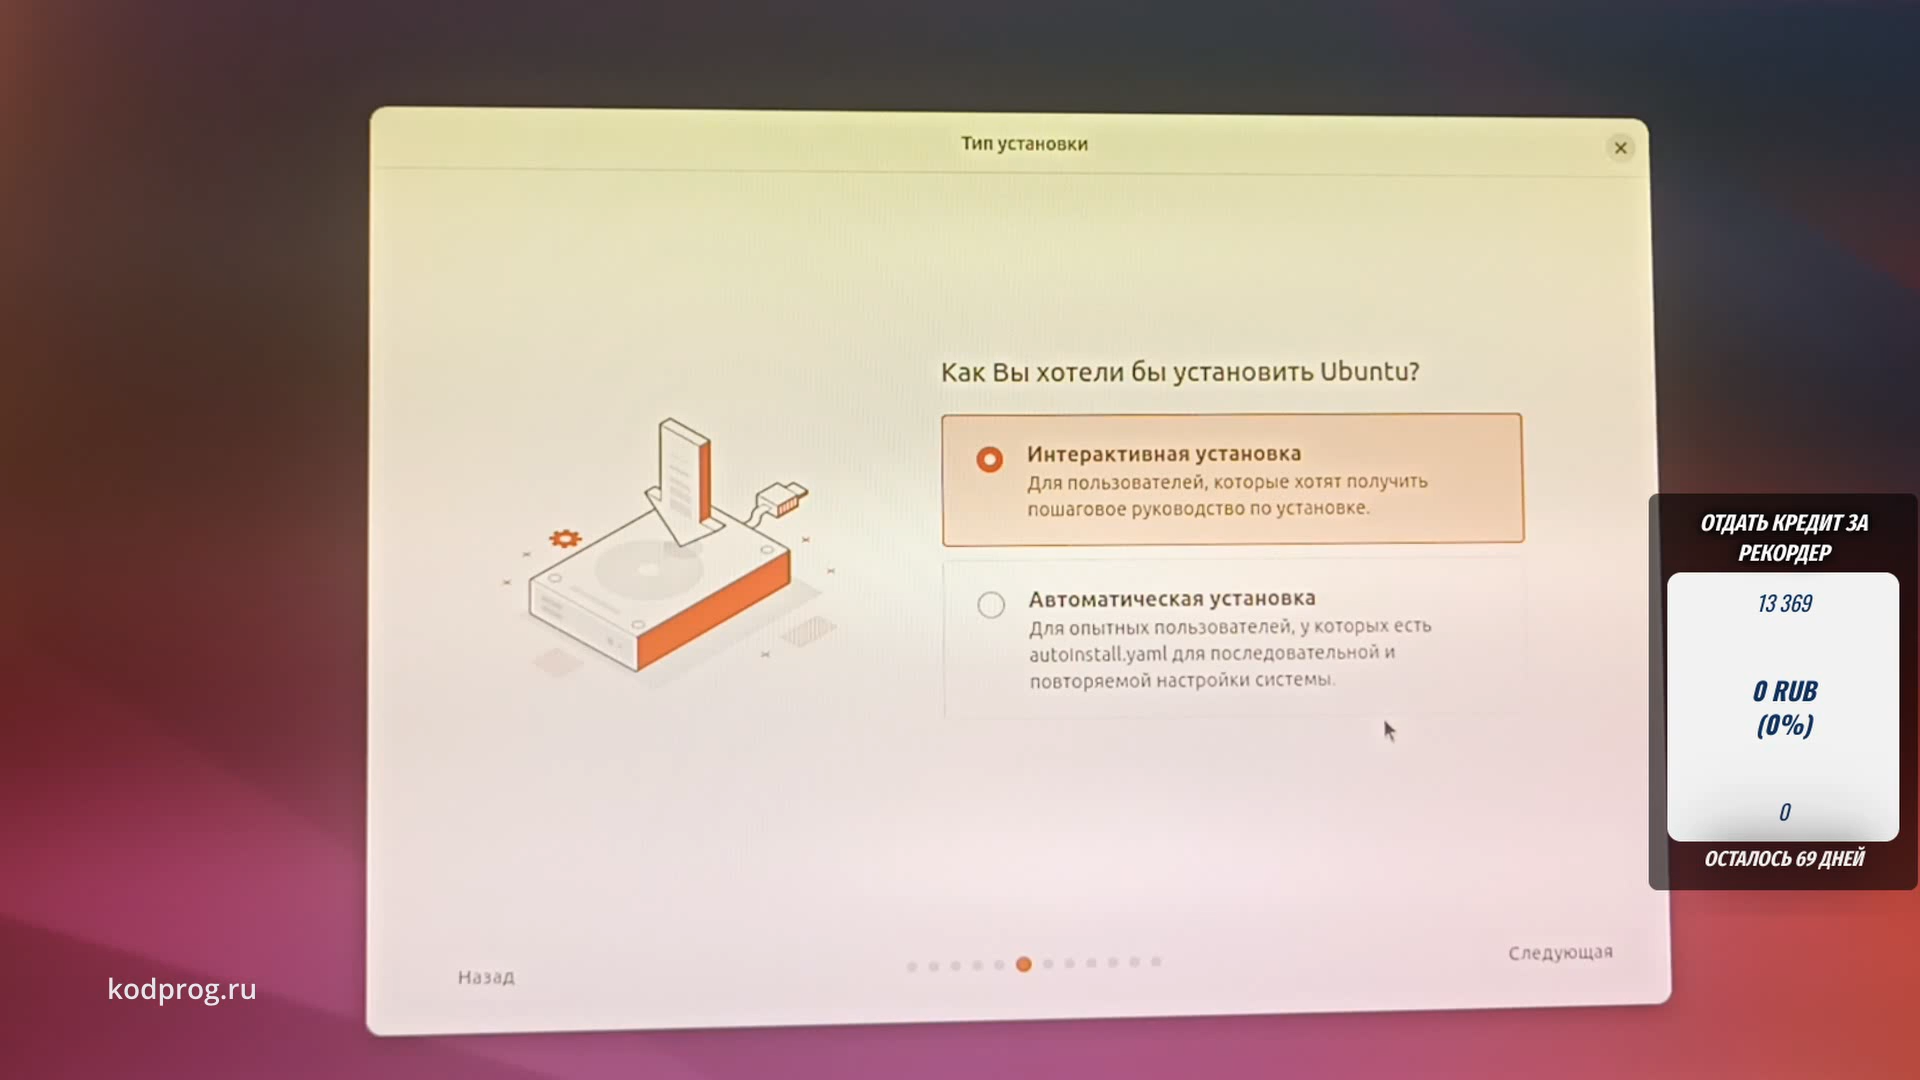 Тип установки
Как Вы хотели бы установить Ubuntu?
Интерактивная установка
Для пользователей, которые хотят получить
пошаговое руководство по установке.
Автоматическая установка
Для опытных пользователей, у которых есть
autoinstall.yaml для последовательной и
повторяемой настройки системы.
Назад
Следующая
ОТДАТЬ КРЕДИТ ЗА
РЕКОРДЕР
13 369
0 RUB
(0%)
0
ОСТАЛОСЬ 69 ДНЕЙ
kodprog.ru